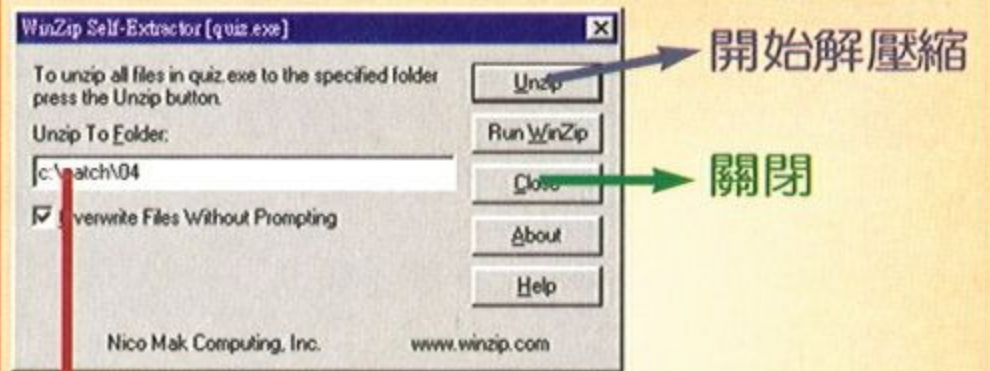 WinZip Self-Extractor [quiz.exe]
To unzip all files in quiz.exe to the specified folder
press the Unzip button.
Unzip To Folder:
c:\patch\04
Overwrite Files Without Prompting
Unzip
Run WinZip
Close
About
Help
Nico Mak Computing, Inc. www.winzip.com
開始解壓縮
關閉